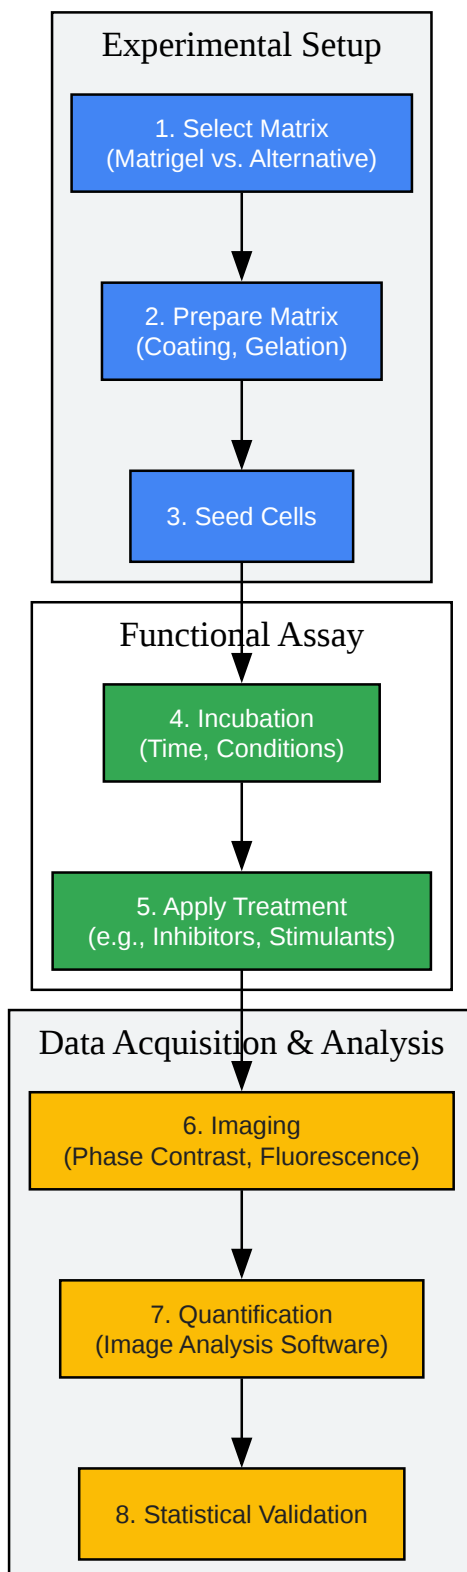 Experimental Setup
1. Select Matrix
(Matrigel vs. Alternative)
2. Prepare Matrix
(Coating, Gelation)
3. Seed Cells
Functional Assay
4. Incubation
(Time, Conditions)
5. Apply Treatment
(e.g., Inhibitors, Stimulants)
Data Acquisition & Analysis
6. Imaging
(Phase Contrast, Fluorescence)
7. Quantification
(Image Analysis Software)
8. Statistical Validation